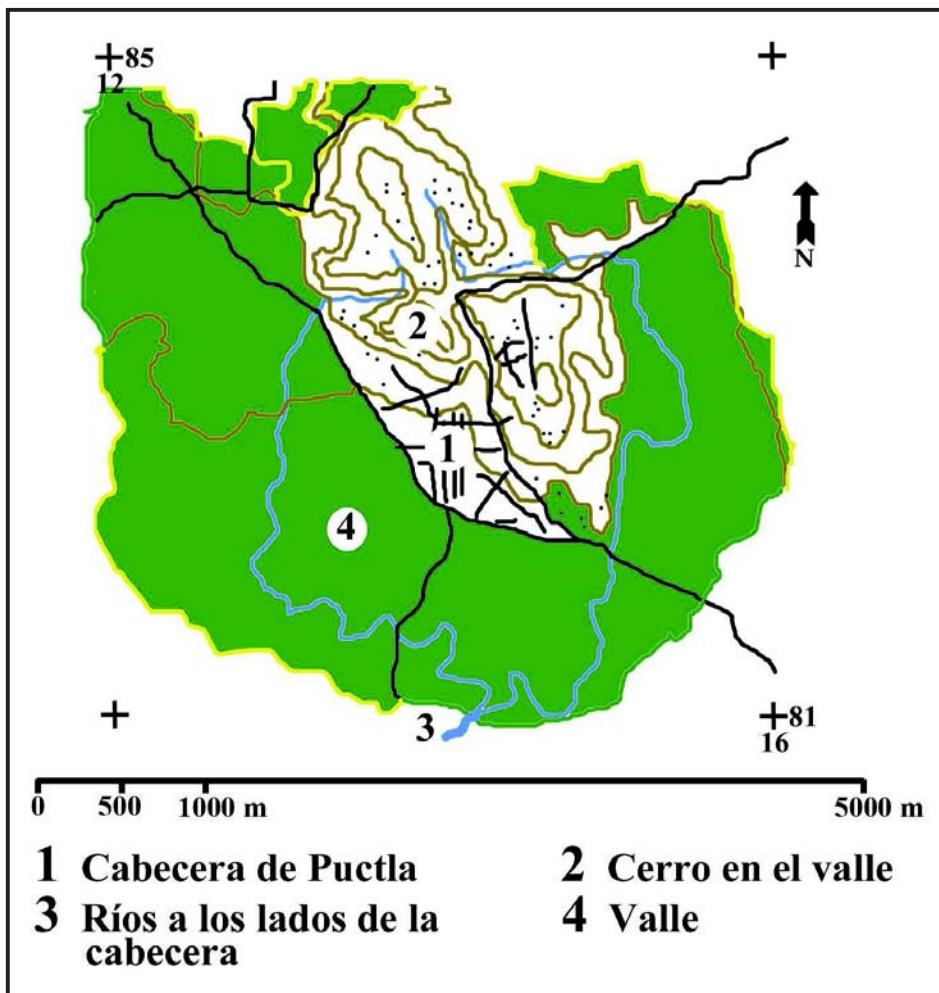 85
12
N
2
1
4
3
81
16
0 500 1000 m 5000 m
1 Cabecera de Puctla
2 Cerro en el valle
3 Ríos a los lados de la
cabecera
4 Valle